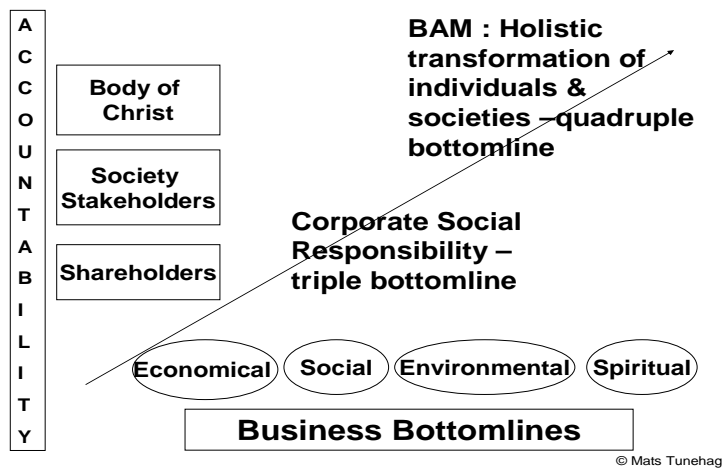 ACCOUNTABILITY
BAM : Holistic
transformation of
individuals &
societies –quadruple
bottomline
Body of
Christ
Society
Stakeholders
Shareholders
Corporate Social
Responsibility –
triple bottomline
Economical
Social
Environmental
Spiritual
Business Bottomlines
© Mats Tunehag